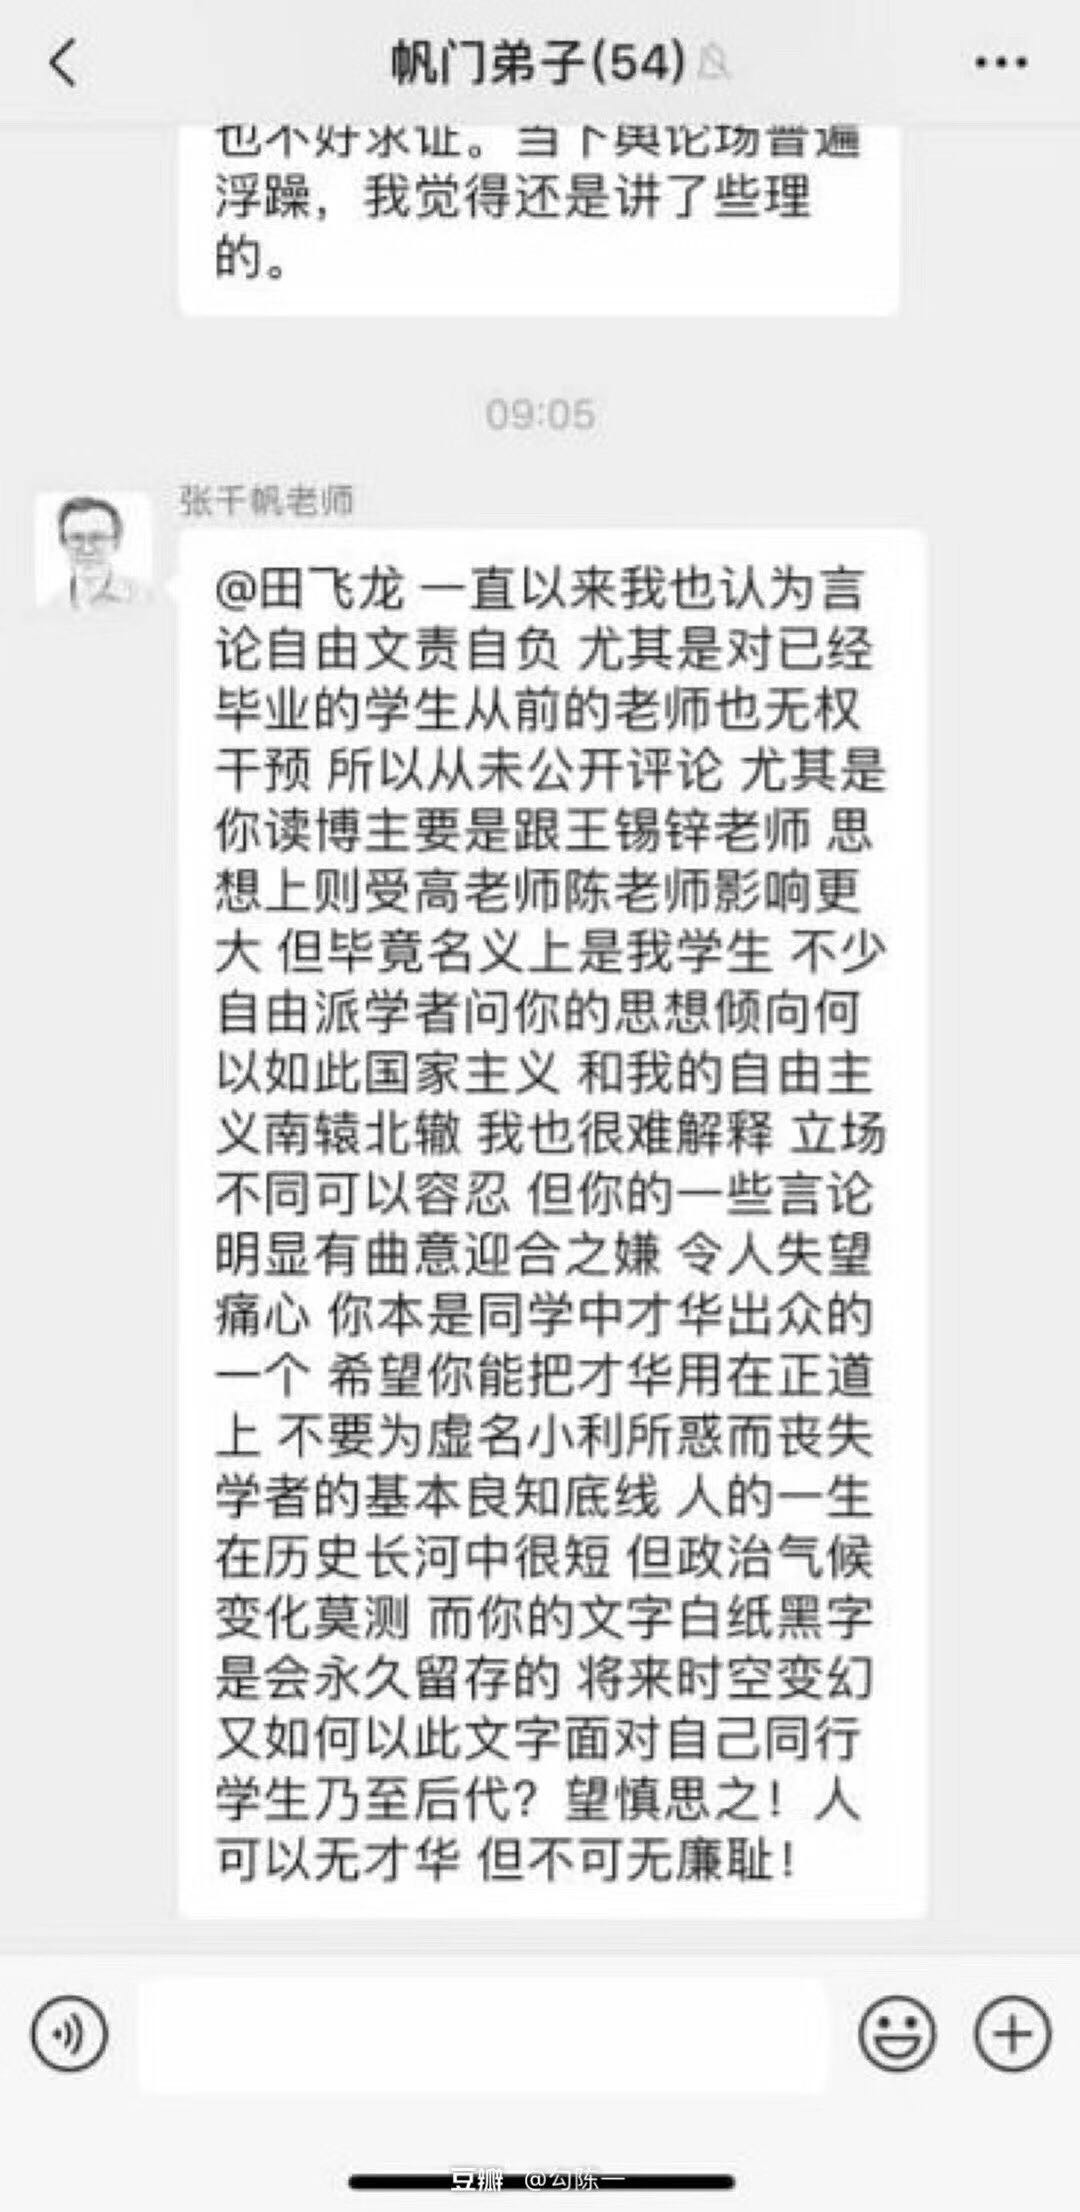 帆门弟子(54)
也不好求证。当下舆论场普遍
浮躁，我觉得还是讲了些理
的。
09:05
张千帆老师
@田飞龙 一直以来我也认为言
论自由文责自负 尤其是对已经
毕业的学生从前的老师也无权
干预 所以从未公开评论 尤其是
你读博主要是跟王锡锌老师 思
想上则受高老师陈老师影响更
大 但毕竟名义上是我学生 不少
自由派学者问你的思想倾向何
以如此国家主义 和我的自由主
义南辕北辙 我也很难解释 立场
不同可以容忍 但你的一些言论
明显有曲意迎合之嫌 令人失望
痛心 你本是同学中才华出众的
一个 希望你能把才华用在正道
上 不要为虚名小利所惑而丧失
学者的基本良知底线 人的一生
在历史长河中很短 但政治气候
变化莫测 而你的文字白纸黑字
是会永久留存的 将来时空变幻
又如何以此文字面对自己同行
学生乃至后代？望慎思之！人
可以无才华 但不可无廉耻！
豆瓣 @勾陈一